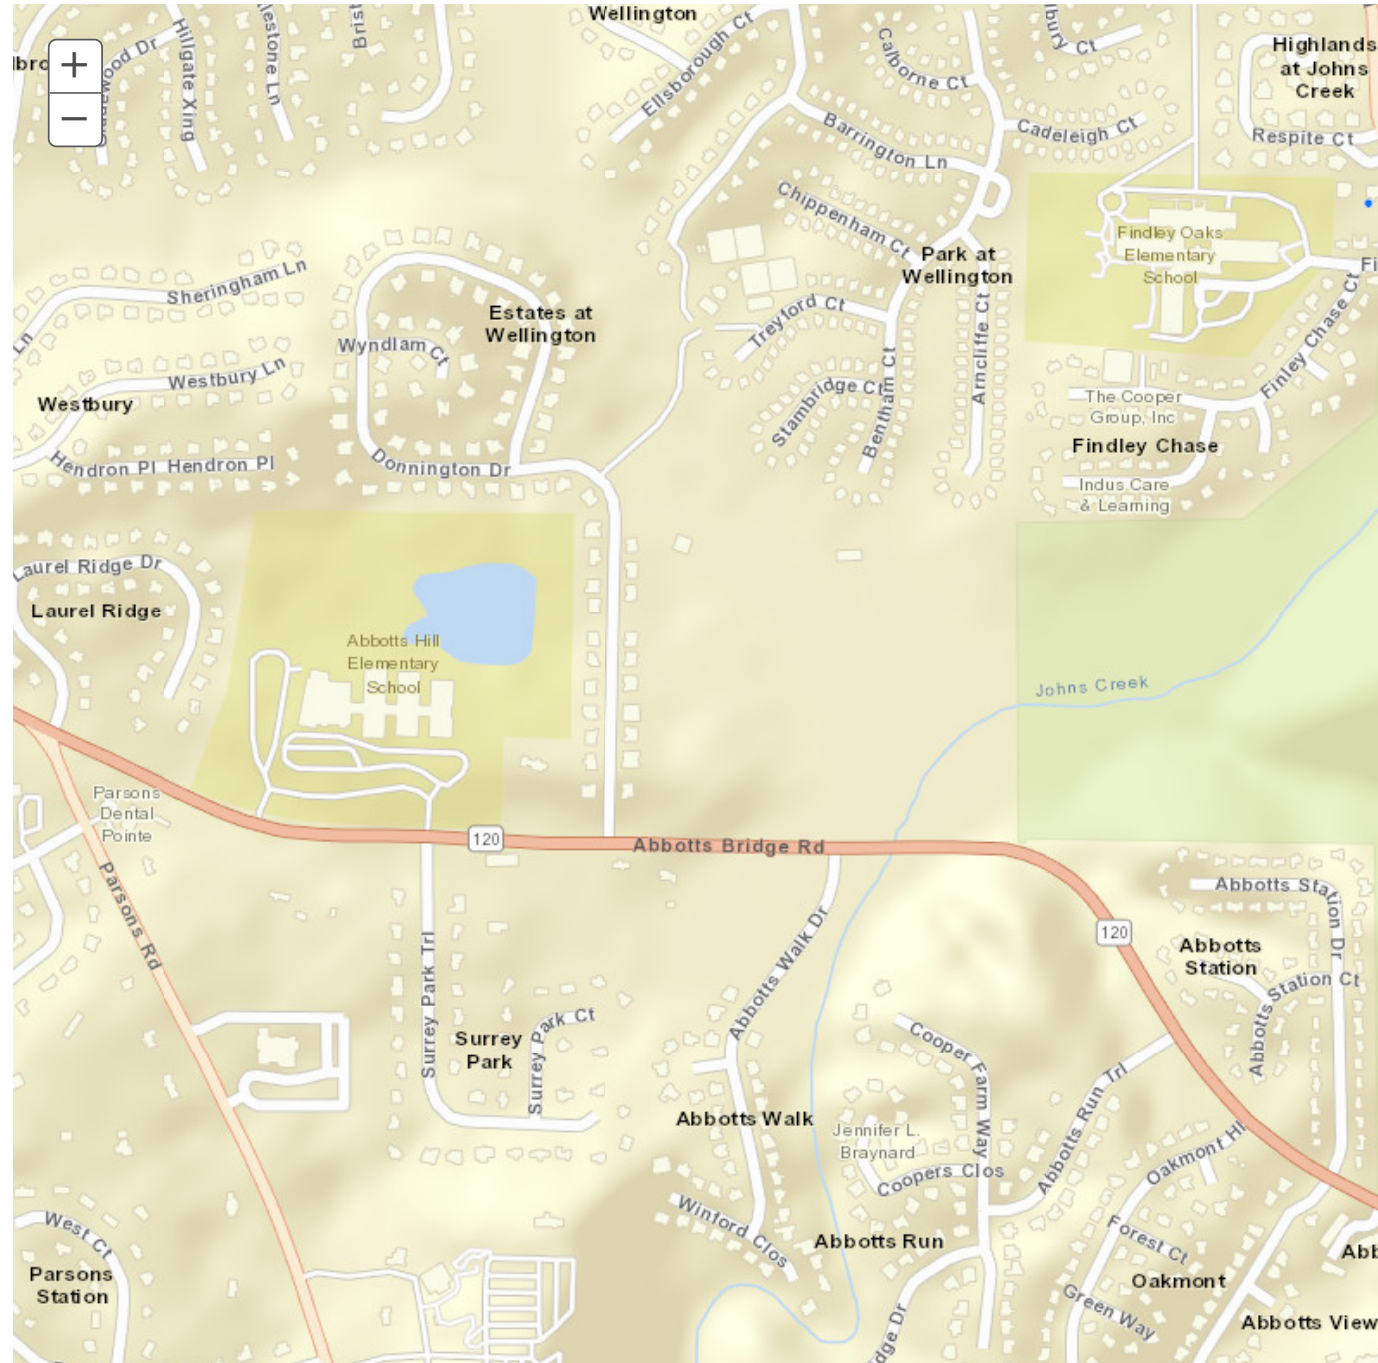 Wellington
Ellsborough Ct
Calborne Ct
Highlands
at Johns
Creek
Hillgate Xing
Barrington Ln
Cadeleigh Ct
Respite Ct
Chippenham Ct
Park at
Wellington
Findley Oaks
Elementary
School
Sheringham Ln
Estates at
Wellington
Treyford Ct
Arncliffe Ct
Finley Chase Ct
Ln
Wyndlam Ct
Westbury Ln
Westbury
Stambridge Ct
Bentham Ct
The Cooper
Group, Inc
Findley Chase
Hendron Pl Hendron Pl
Donnington Dr
Indus Care
& Learning
Laurel Ridge Dr
Laurel Ridge
Abbotts Hill
Elementary
School
Johns Creek
Parsons
Dental
Pointe
120
Abbotts Bridge Rd
Parsons Rd
Abbotts Station Dr
120
Abbotts
Station
Abbotts Station Ct
Abbotts Walk Dr
Surrey Park Trl
Surrey
Park
Surrey Park Ct
Cooper Farm Way
Abbotts Run Trl
Abbotts Walk
Jennifer L.
Braynard
Coopers Clos
Oakmont Hl
Winford Clos
West Ct
Abbotts Run
Forest Ct
Parsons
Station
Oakmont
Green Way
Abbotts View